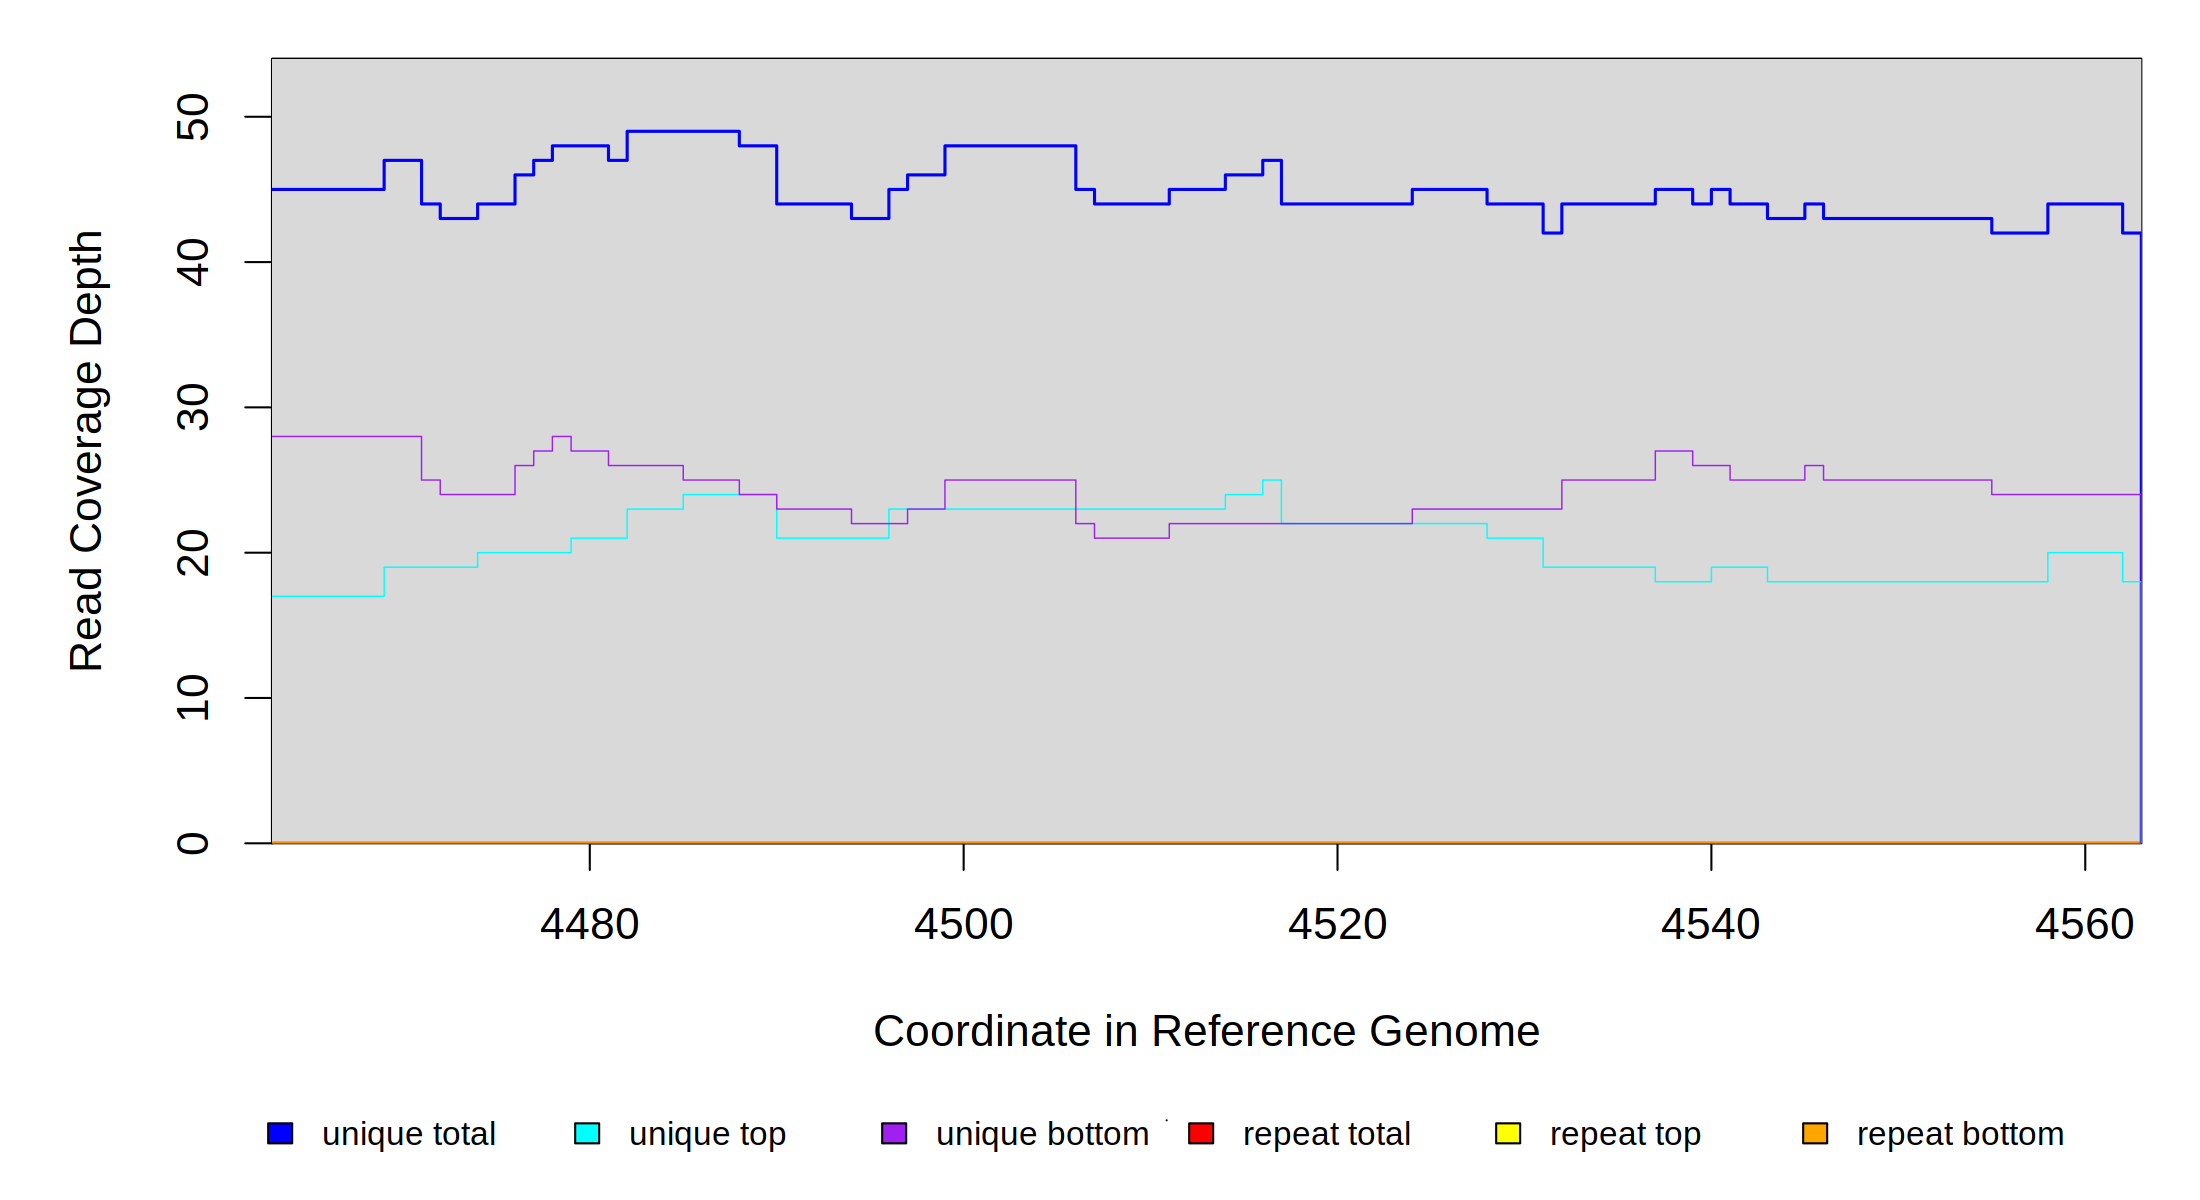 50
40
30
20
10
0
Read Coverage Depth
4480 4500 4520 4540 4560
Coordinate in Reference Genome
unique total unique top unique bottom repeat total repeat top repeat bottom